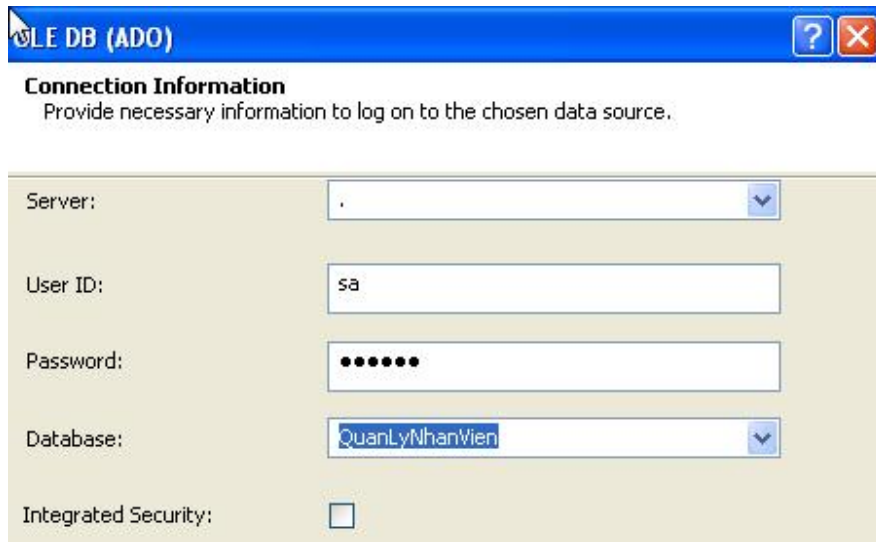 OLE DB (ADO)
Connection Information
Provide necessary information to log on to the chosen data source.
Server: .
User ID: sa
Password: ●●●●●●
Database: QuanLyNhanVien
Integrated Security: